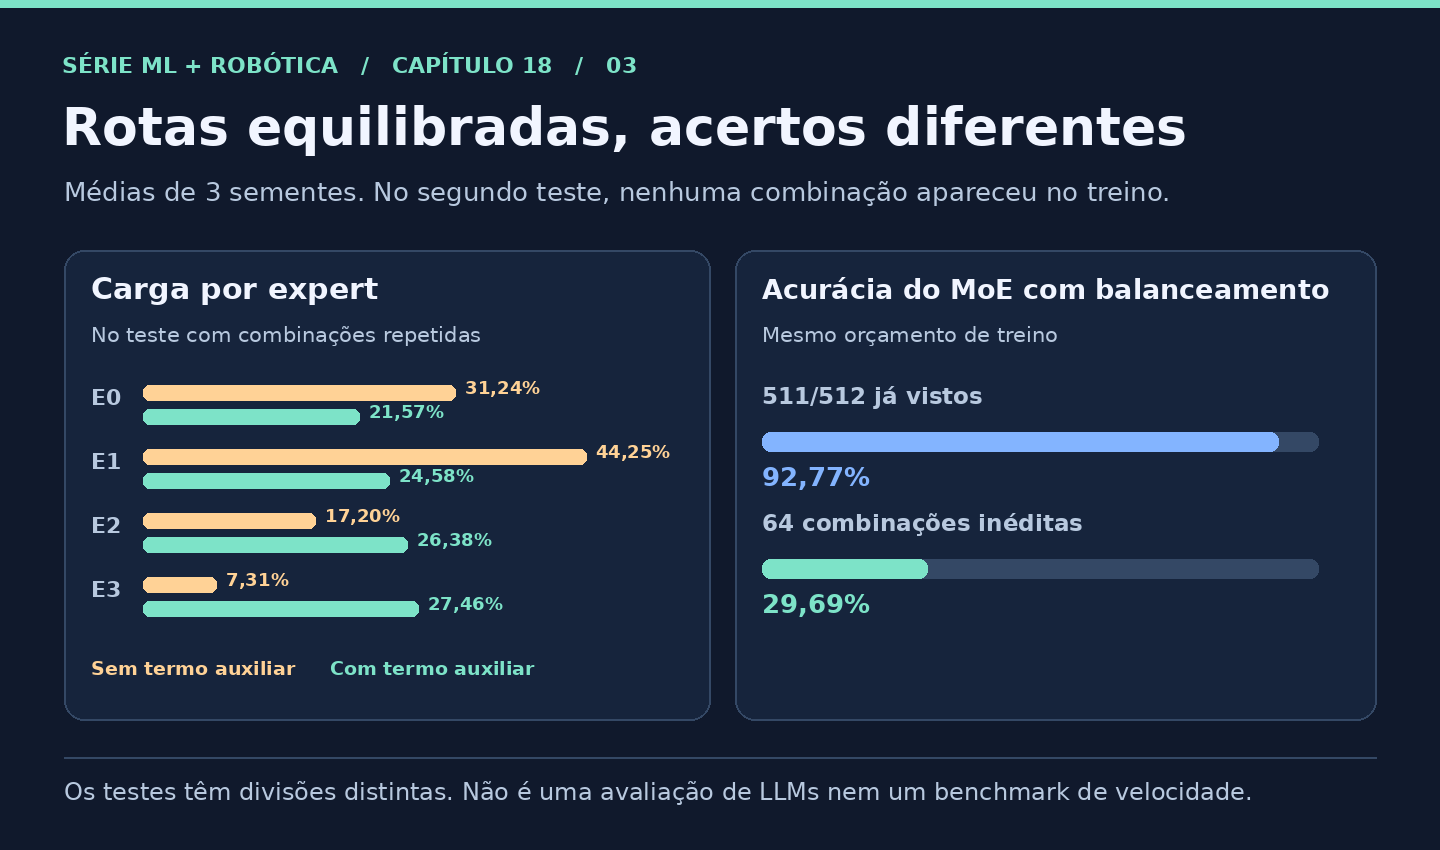 SÉRIE ML + ROBÓTICA / CAPÍTULO 18 / 03
Rotas equilibradas, acertos diferentes
Médias de 3 sementes. No segundo teste, nenhuma combinação apareceu no treino.
Carga por expert
No teste com combinações repetidas
E0
31,24%
21,57%
E1
44,25%
24,58%
E2
17,20%
26,38%
E3
7,31%
27,46%
Sem termo auxiliar Com termo auxiliar
Acurácia do MoE com balanceamento
Mesmo orçamento de treino
511/512 já vistos
92,77%
64 combinações inéditas
29,69%
Os testes têm divisões distintas. Não é uma avaliação de LLMs nem um benchmark de velocidade.